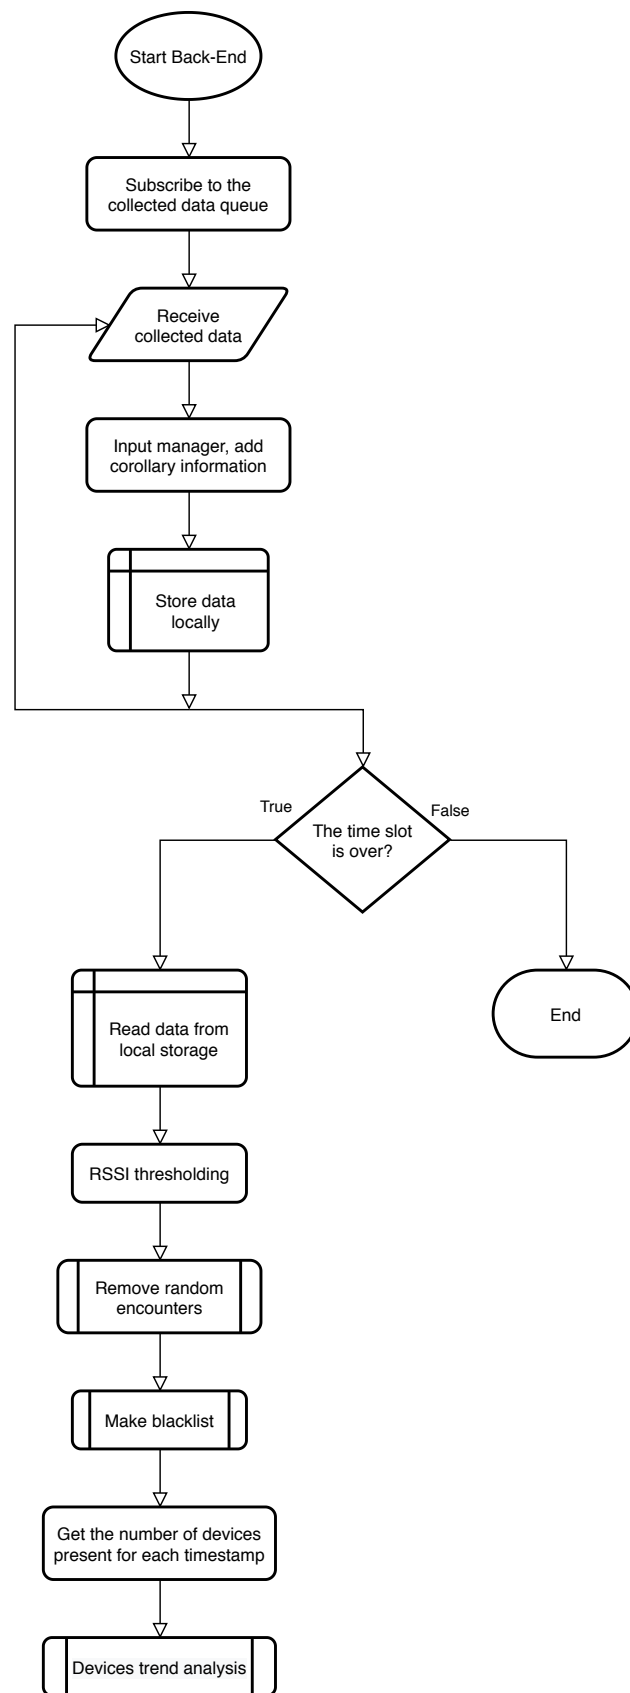 Start Back-End
Subscribe to the
collected data queue
Receive
collected data
Input manager, add
corollary information
Store data
locally
True
False
The time slot
is over?
Read data from
local storage
End
RSSI thresholding
Remove random
encounters
Make blacklist
Get the number of devices
present for each timestamp
Devices trend analysis